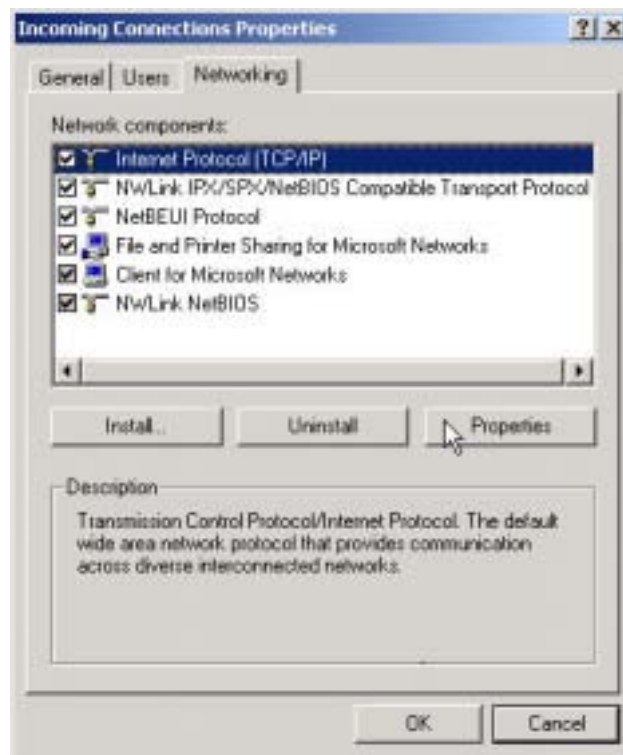 Incoming Connections Properties
General Users Networking
Network components:
Internet Protocol (TCP/IP)
NWLink IPX/SPX/NetBIOS Compatible Transport Protocol
NetBEUI Protocol
File and Printer Sharing for Microsoft Networks
Client for Microsoft Networks
NWLink NetBIOS
Install... Uninstall Properties
Description
Transmission Control Protocol/Internet Protocol. The default
wide area network protocol that provides communication
across diverse interconnected networks.
OK Cancel